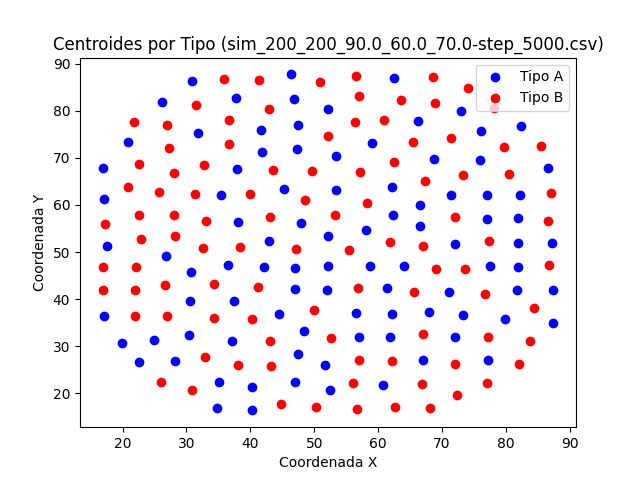 Centroides por Tipo (sim_200_200_90.0_60.0_70.0-step_5000.csv)
Tipo A
Tipo B
Coordenada Y
90
80
70
60
50
40
30
20
20 30 40 50 60 70 80 90
Coordenada X